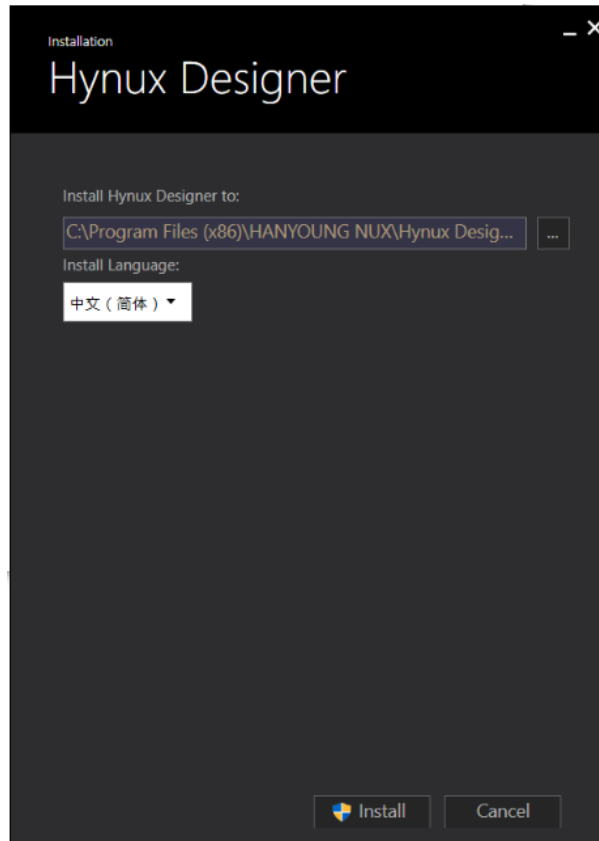 Installation
Hynux Designer
Install Hynux Designer to:
C:\Program Files (x86)\HANYOUNG NUX\Hynux Desig...
...
Install Language:
中文（简体）
Install
Cancel